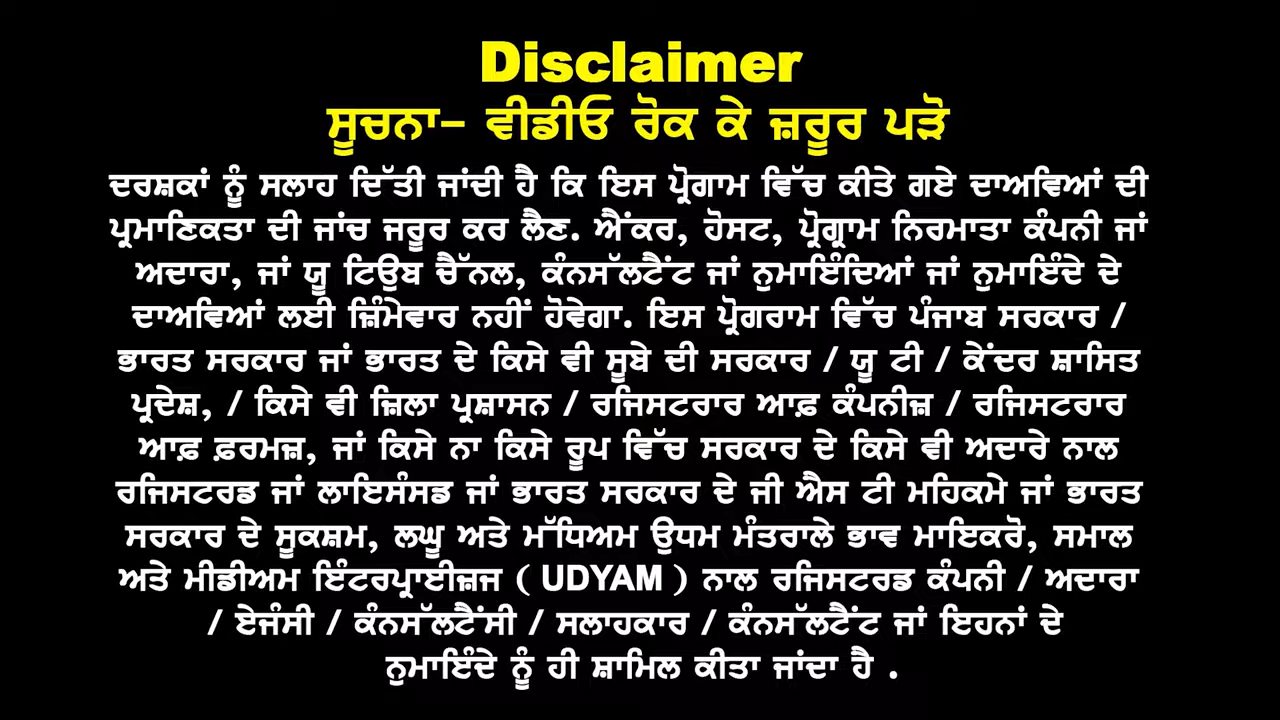 Disclaimer
ਸੂਚਨਾ- ਵੀਡੀਓ ਰੋਕ ਕੇ ਜ਼ਰੂਰ ਪੜੋ
ਦਰਸ਼ਕਾਂ ਨੂੰ ਸਲਾਹ ਦਿੱਤੀ ਜਾਂਦੀ ਹੈ ਕਿ ਇਸ ਪ੍ਰੋਗਾਮ ਵਿੱਚ ਕੀਤੇ ਗਏ ਦਾਅਵਿਆਂ ਦੀ
ਪ੍ਰਮਾਣਿਕਤਾ ਦੀ ਜਾਂਚ ਜਰੂਰ ਕਰ ਲੈਣ. ਐਂਕਰ, ਹੋਸਟ, ਪ੍ਰੋਗ੍ਰਾਮ ਨਿਰਮਾਤਾ ਕੰਪਨੀ ਜਾਂ
ਅਦਾਰਾ, ਜਾਂ ਯੂ ਟਿਉਬ ਚੈੱਨਲ, ਕੰਨਸੱਲਟੈਂਟ ਜਾਂ ਨੁਮਾਇੰਦਿਆਂ ਜਾਂ ਨੁਮਾਇੰਦੇ ਦੇ
ਦਾਅਵਿਆਂ ਲਈ ਜ਼ਿੰਮੇਵਾਰ ਨਹੀਂ ਹੋਵੇਗਾ. ਇਸ ਪ੍ਰੋਗਰਾਮ ਵਿੱਚ ਪੰਜਾਬ ਸਰਕਾਰ /
ਭਾਰਤ ਸਰਕਾਰ ਜਾਂ ਭਾਰਤ ਦੇ ਕਿਸੇ ਵੀ ਸੂਬੇ ਦੀ ਸਰਕਾਰ / ਯੂ ਟੀ / ਕੇਂਦਰ ਸ਼ਾਸਿਤ
ਪ੍ਰਦੇਸ਼, / ਕਿਸੇ ਵੀ ਜ਼ਿਲਾ ਪ੍ਰਸ਼ਾਸਨ / ਰਜਿਸਟਰਾਰ ਆਫ਼ ਕੰਪਨੀਜ਼ / ਰਜਿਸਟਰਾਰ
ਆਫ਼ ਫ਼ਰਮਜ਼, ਜਾਂ ਕਿਸੇ ਨਾ ਕਿਸੇ ਰੂਪ ਵਿੱਚ ਸਰਕਾਰ ਦੇ ਕਿਸੇ ਵੀ ਅਦਾਰੇ ਨਾਲ
ਰਜਿਸਟਰਡ ਜਾਂ ਲਾਇਸੰਸਡ ਜਾਂ ਭਾਰਤ ਸਰਕਾਰ ਦੇ ਜੀ ਐਸ ਟੀ ਮਹਿਕਮੇ ਜਾਂ ਭਾਰਤ
ਸਰਕਾਰ ਦੇ ਸੂਕਸ਼ਮ, ਲਘੂ ਅਤੇ ਮੱਧਿਅਮ ਉਧਮ ਮੰਤਰਾਲੇ ਭਾਵ ਮਾਇਕਰੋ, ਸਮਾਲ
ਅਤੇ ਮੀਡੀਅਮ ਇੰਟਰਪ੍ਰਾਈਜ਼ਜ ( UDYAM ) ਨਾਲ ਰਜਿਸਟਰਡ ਕੰਪਨੀ / ਅਦਾਰਾ
/ ਏਜੰਸੀ / ਕੰਨਸੱਲਟੈਂਸੀ / ਸਲਾਹਕਾਰ / ਕੰਨਸੱਲਟੈਂਟ ਜਾਂ ਇਹਨਾਂ ਦੇ
ਨੁਮਾਇੰਦੇ ਨੂੰ ਹੀ ਸ਼ਾਮਿਲ ਕੀਤਾ ਜਾਂਦਾ ਹੈ .